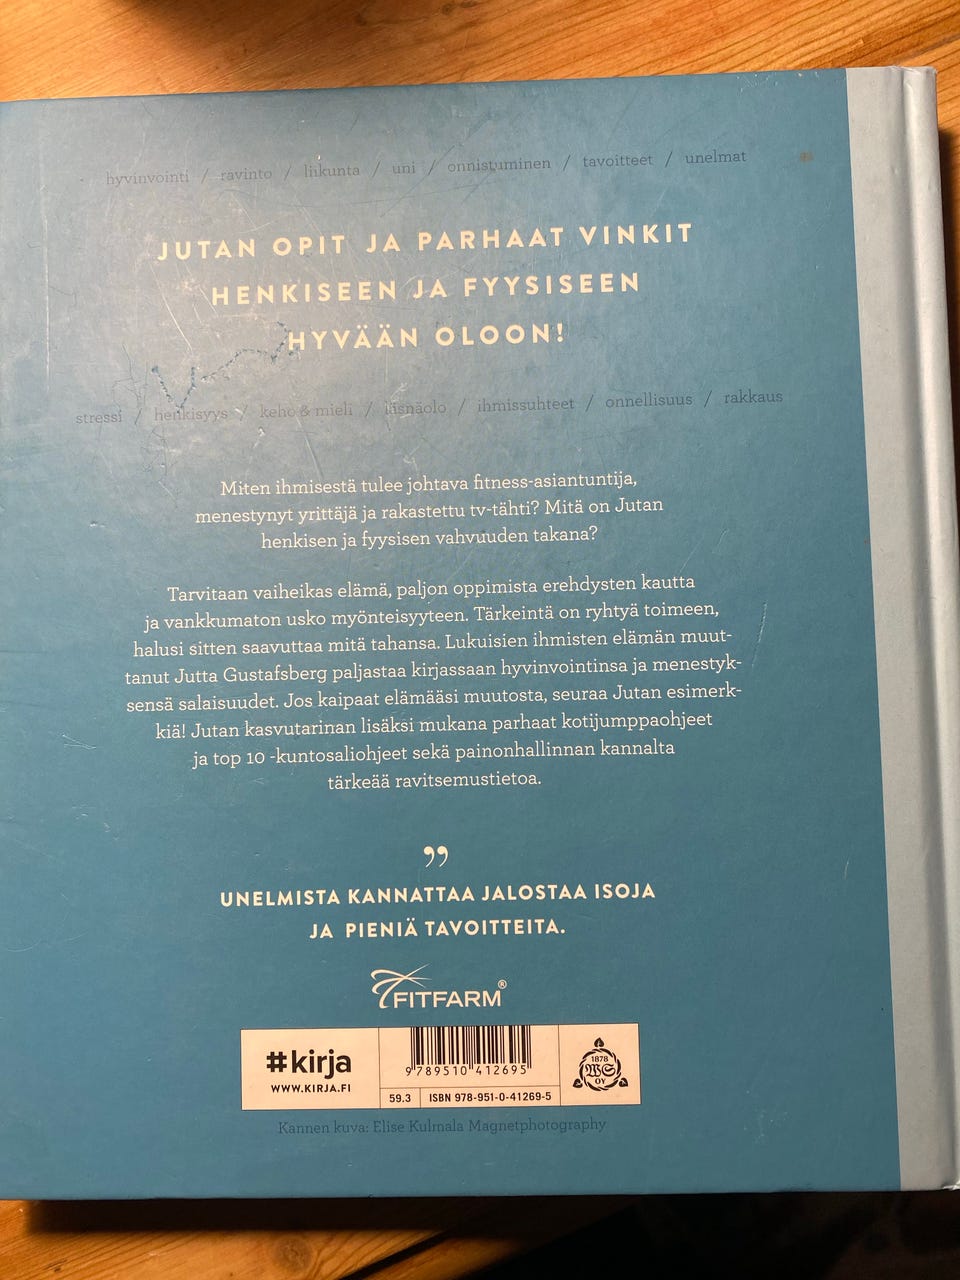 hyvinvointi / ravinto / liikunta / uni / onnistuminen / tavoitteet / unelmat
JUTAN OPIT JA PARHAAT VINKIT
HENKISEEN JA FYYSISEEN
HYVÄÄN OLOON!
stressi / henkisyys / keho & mieli / läsnäolo / ihmissuhteet / onnellisuus / rakkaus
Miten ihmisestä tulee johtava fitness-asiantuntija,
menestynyt yrittäjä ja rakastettu tv-tähti? Mitä on Jutan
henkisen ja fyysisen vahvuuden takana?
Tarvitaan vaiheikas elämä, paljon oppimista erehdysten kautta
ja vankkumaton usko myönteisyyteen. Tärkeintä on ryhtyä toimeen,
halusi sitten saavuttaa mitä tahansa. Lukuisien ihmisten elämän muut-
tanut Jutta Gustafsberg paljastaa kirjassaan hyvinvointinsa ja menestyk-
sensä salaisuudet. Jos kaipaat elämääsi muutosta, seuraa Jutan esimerk-
kiä! Jutan kasvutarinan lisäksi mukana parhaat kotijumppaohjeet
ja top 10 -kuntosaliohjeet sekä painonhallinnan kannalta
tärkeää ravitsemustietoa.
”
UNELMISTA KANNATTAA JALOSTAA ISOJA
JA PIENIÄ TAVOITTEITA.
FITFARM®
#kirja
WWW.KIRJA.FI
9 789510 412695
59.3
ISBN 978-951-0-41269-5
1878
WS
OY
Kannen kuva: Elise Kulmala Magnetphotography